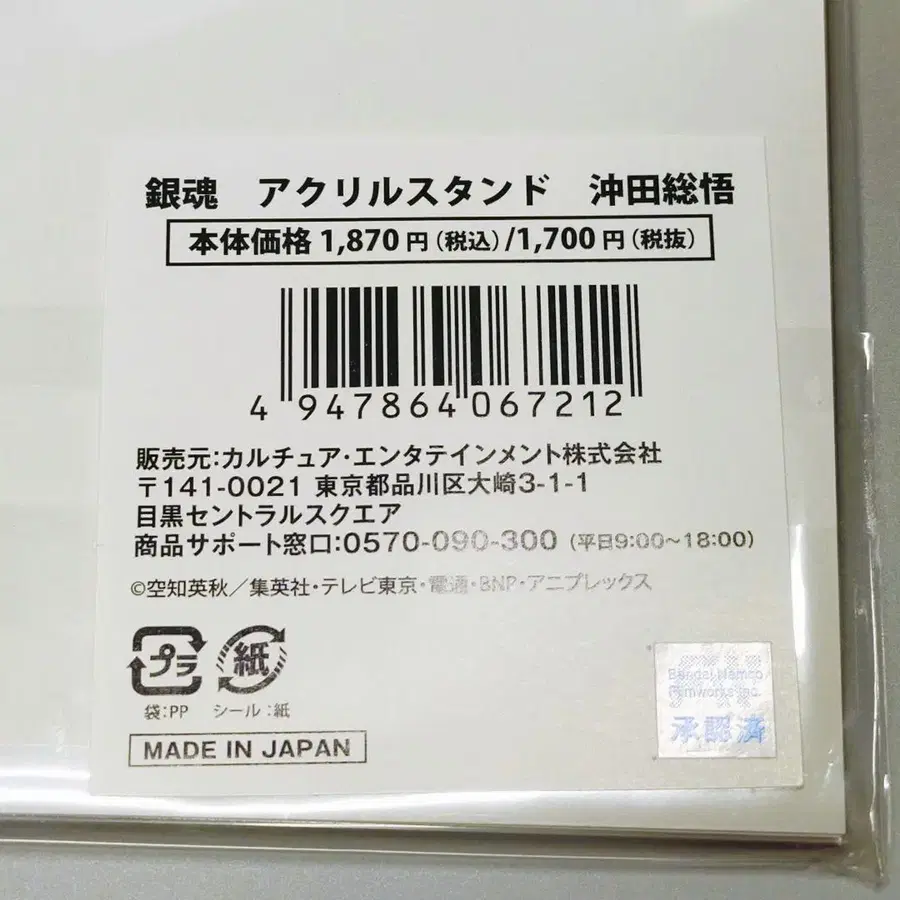 銀魂　アクリルスタンド　沖田総悟
本体価格 1,870 円（税込）/1,700 円（税抜）
4 947864 067212
販売元：カルチュア・エンタテインメント株式会社
〒141-0021 東京都品川区大崎3-1-1
目黒セントラルスクエア
商品サポート窓口：0570-090-300（平日9:00～18:00）
©空知英秋／集英社・テレビ東京・電通・BNP・アニプレックス
プラ 紙
袋：PP シール：紙
MADE IN JAPAN
Bandai Namco
Filmworks Inc.
承認済